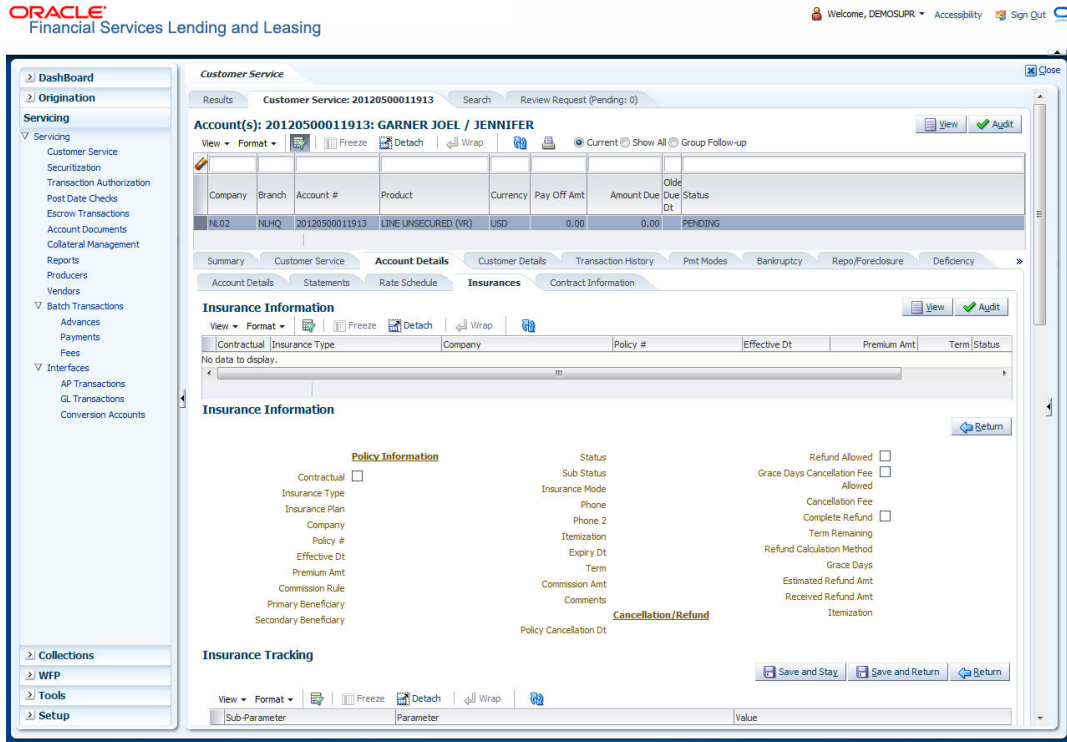 ORACLE®
Financial Services Lending and Leasing
Welcome, DEMOSUPR Accessibility Sign Out
Close
DashBoard
Origination
Servicing
Servicing
Customer Service
Securitization
Transaction Authorization
Post Date Checks
Escrow Transactions
Account Documents
Collateral Management
Reports
Producers
Vendors
Batch Transactions
Advances
Payments
Fees
Interfaces
AP Transactions
GL Transactions
Conversion Accounts
Collections
WFP
Tools
Setup
Customer Service
Results Customer Service: 20120500011913 Search Review Request (Pending: 0)
Account(s): 20120500011913: GARNER JOEL / JENNIFER
View Audit
View Format Freeze Detach Wrap Current Show All Group Follow-up
Company Branch Account # Product Currency Pay Off Amt Amount Due Olde Due Dt Status
NL02 NLHQ 20120500011913 LINE UNSECURED (VR) USD 0.00 0.00 PENDING
Summary Customer Service Account Details Customer Details Transaction History Pmt Modes Bankruptcy Repo/Foreclosure Deficiency »
Account Details Statements Rate Schedule Insurances Contract Information
Insurance Information
View Audit
View Format Freeze Detach Wrap
Contractual Insurance Type Company Policy # Effective Dt Premium Amt Term Status
No data to display.
Insurance Information
Return
Policy Information
Contractual
Insurance Type
Insurance Plan
Company
Policy #
Effective Dt
Premium Amt
Commission Rule
Primary Beneficiary
Secondary Beneficiary
Status
Sub Status
Insurance Mode
Phone
Phone 2
Itemization
Expiry Dt
Term
Commission Amt
Comments
Cancellation/Refund
Policy Cancellation Dt
Refund Allowed
Grace Days Cancellation Fee
Allowed
Cancellation Fee
Complete Refund
Term Remaining
Refund Calculation Method
Grace Days
Estimated Refund Amt
Received Refund Amt
Itemization
Insurance Tracking
Save and Stay Save and Return Return
View Format Freeze Detach Wrap
Sub-Parameter Parameter Value